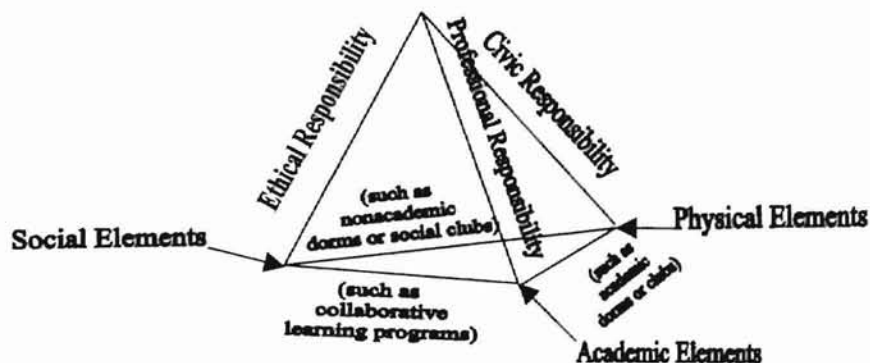 Ethical Responsibility
Professional Responsibility
Civic Responsibility
(such as
nonacademic
dorms or social clubs)
Social Elements
Physical Elements
(such as
academic
dorms or clubs)
(such as
collaborative
learning programs)
Academic Elements